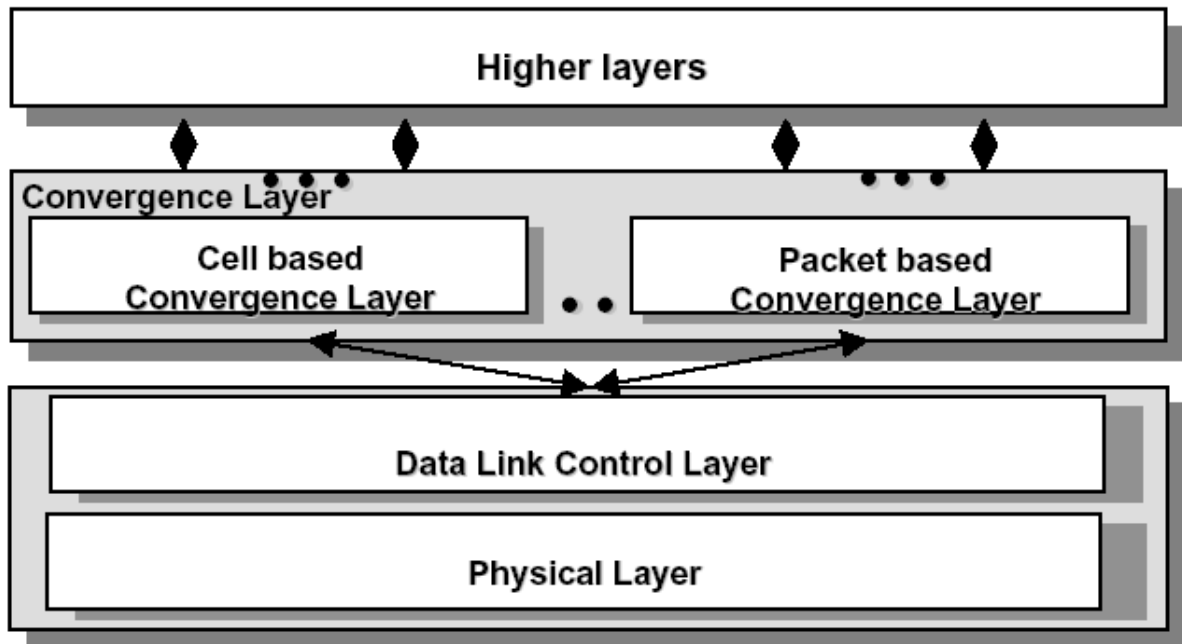 Higher layers
Convergence Layer
Cell based
Convergence Layer
Packet based
Convergence Layer
Data Link Control Layer
Physical Layer